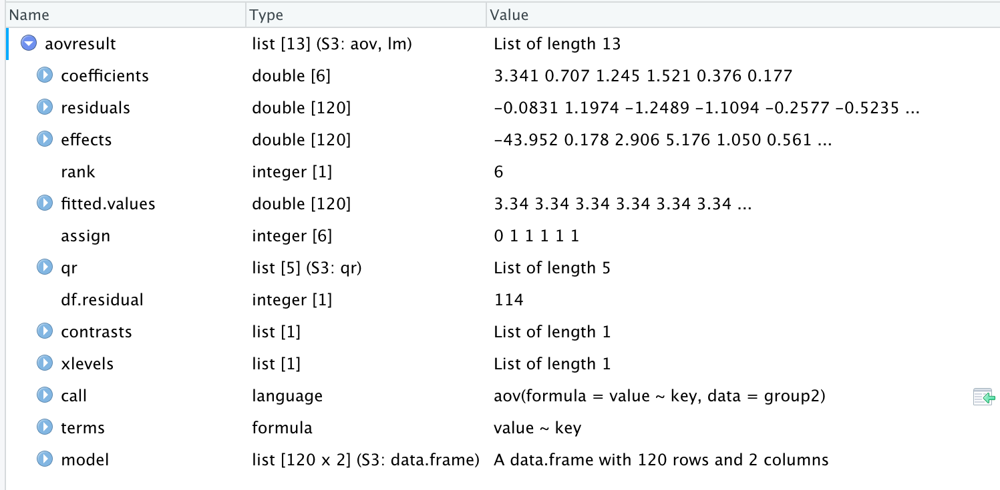 Name Type Value
aovresult list [13] (S3: aov, lm) List of length 13
coefficients double [6] 3.341 0.707 1.245 1.521 0.376 0.177
residuals double [120] -0.0831 1.1974 -1.2489 -1.1094 -0.2577 -0.5235 ...
effects double [120] -43.952 0.178 2.906 5.176 1.050 0.561 ...
rank integer [1] 6
fitted.values double [120] 3.34 3.34 3.34 3.34 3.34 3.34 ...
assign integer [6] 0 1 1 1 1 1
qr list [5] (S3: qr) List of length 5
df.residual integer [1] 114
contrasts list [1] List of length 1
xlevels list [1] List of length 1
call language aov(formula = value ~ key, data = group2)
terms formula value ~ key
model list [120 x 2] (S3: data.frame) A data.frame with 120 rows and 2 columns